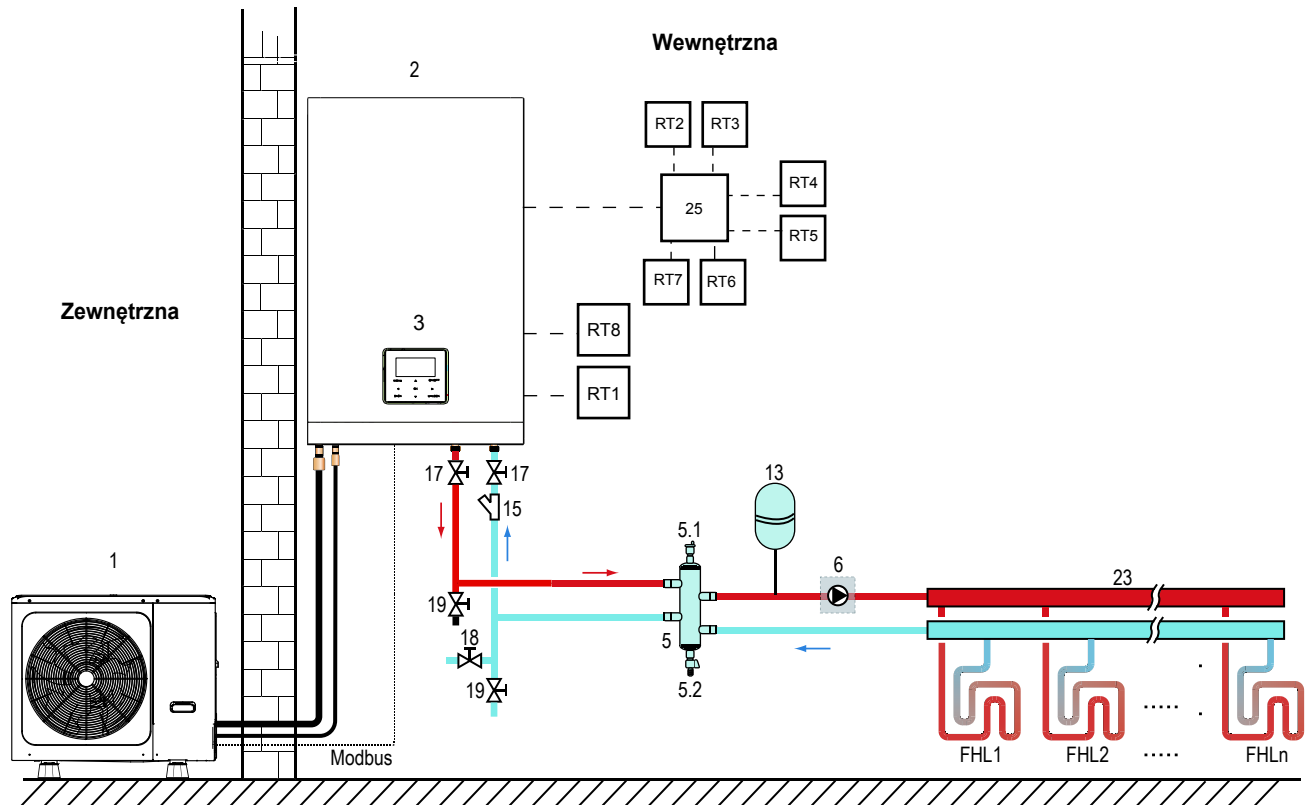 Wewnętrzna
2
RT2
RT3
RT4
25
RT5
RT7
RT6
Zewnętrzna
3
RT8
RT1
17
17
13
15
5.1
1
6
23
19
18
5
19
5.2
Modbus
FHL1
FHL2
.....
.....
.
FHLn